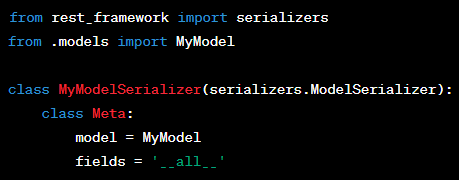 from rest_framework import serializers
from .models import MyModel
class MyModelSerializer(serializers.ModelSerializer):
    class Meta:
        model = MyModel
        fields = '__all__'